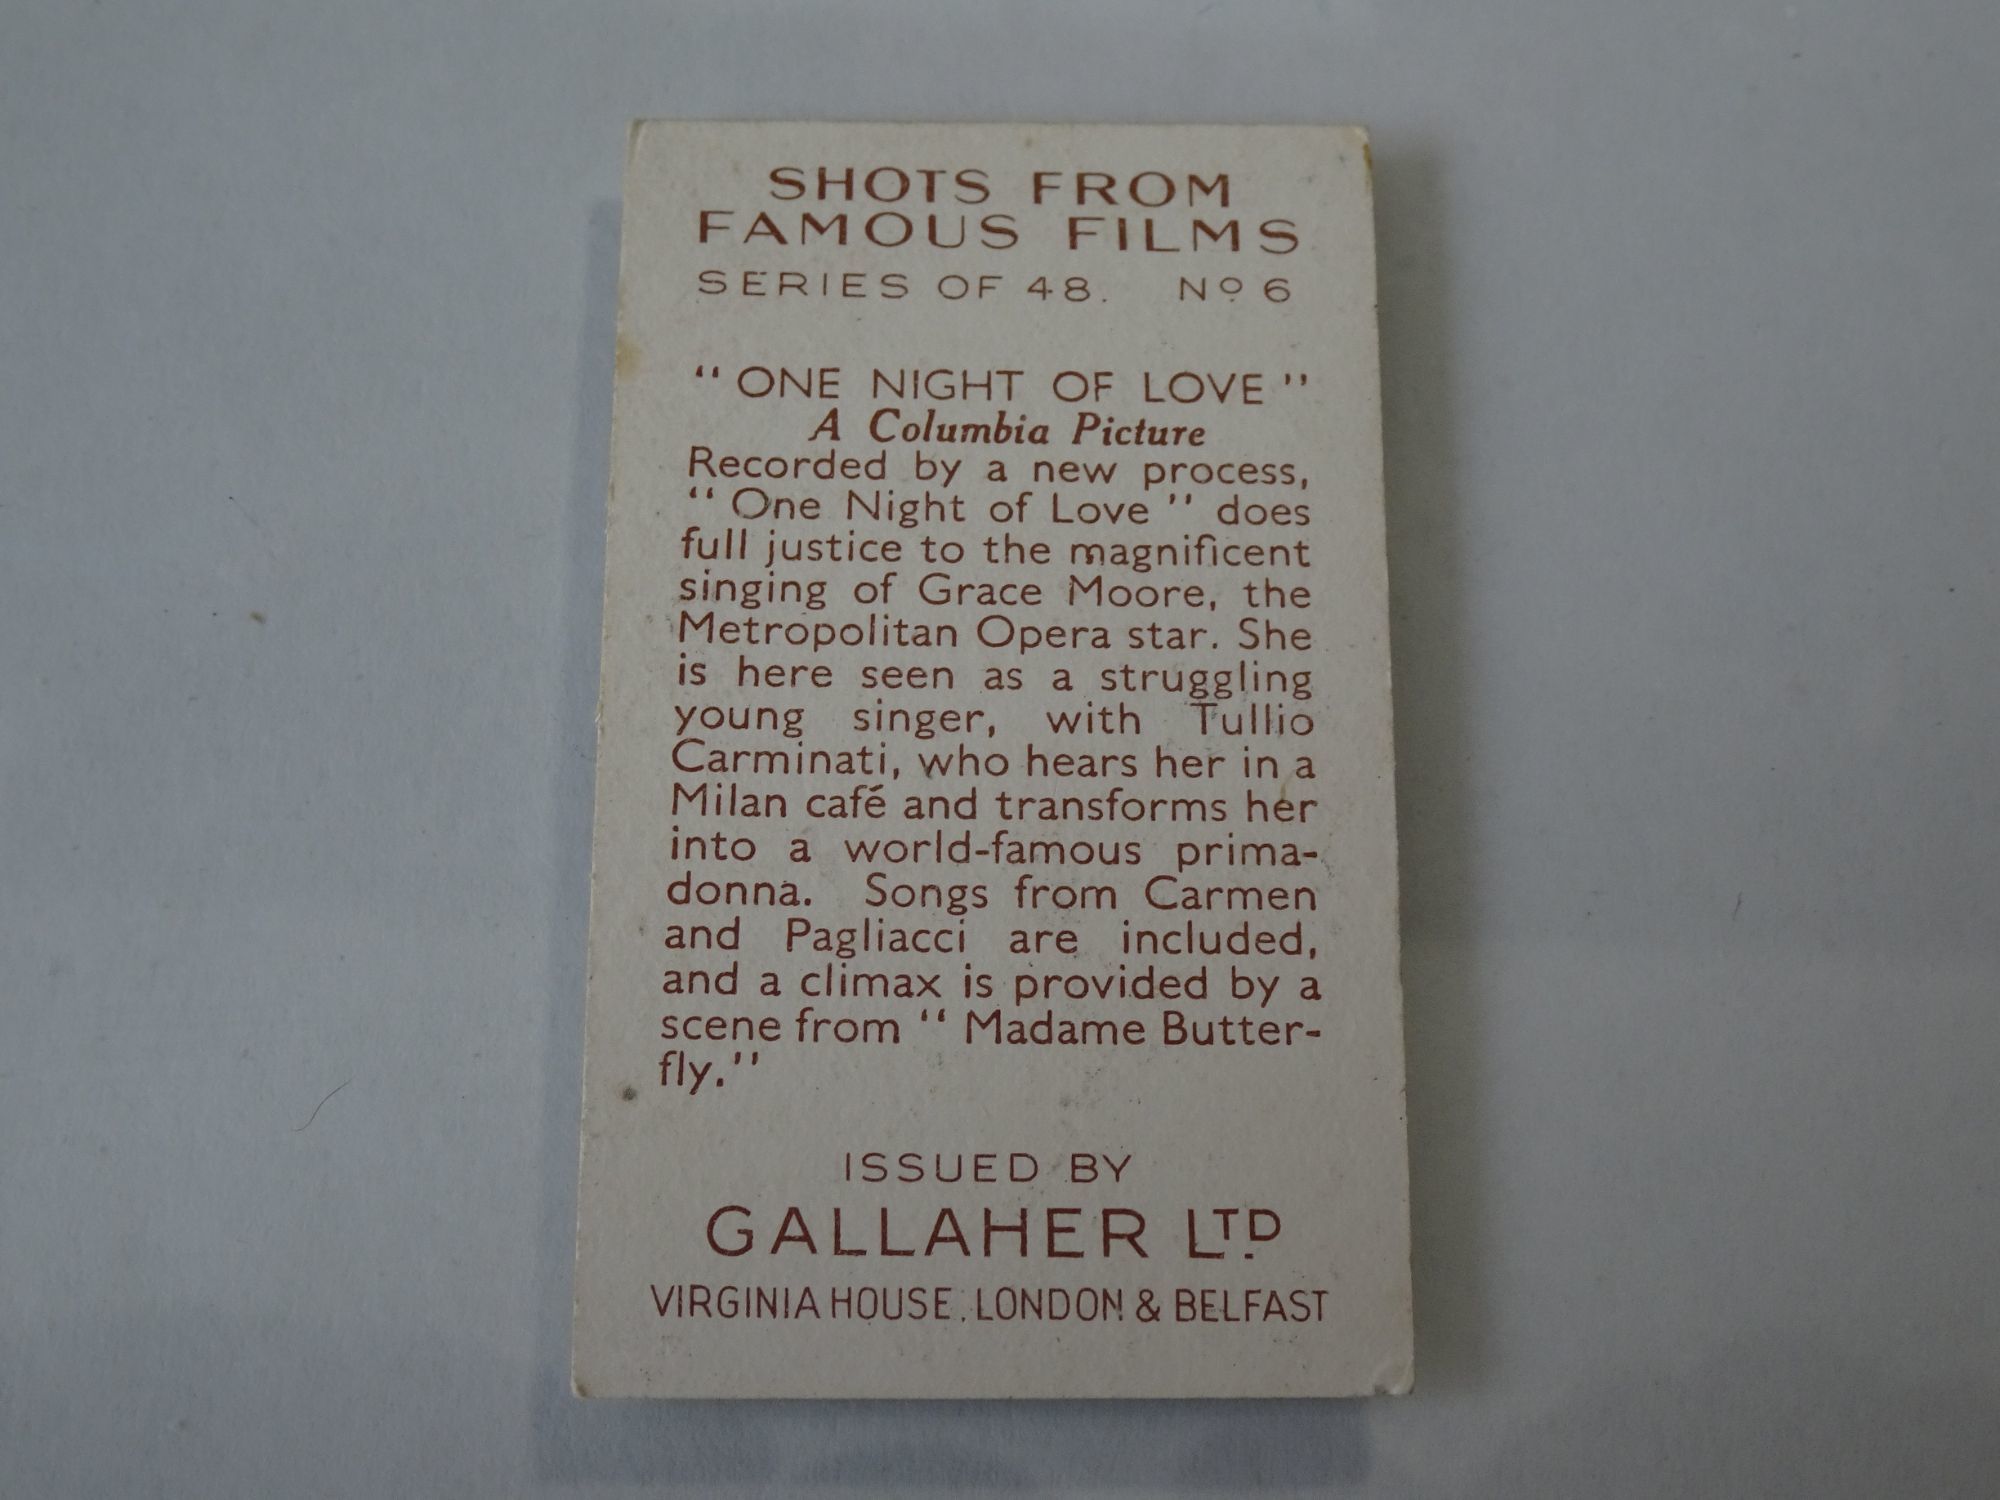 SHOTS FROM
FAMOUS FILMS
SERIES OF 48. Nº 6
“ ONE NIGHT OF LOVE ”
A Columbia Picture
Recorded by a new process,
“ One Night of Love ” does
full justice to the magnificent
singing of Grace Moore, the
Metropolitan Opera star. She
is here seen as a struggling
young singer, with Tullio
Carminati, who hears her in a
Milan café and transforms her
into a world-famous prima-
donna. Songs from Carmen
and Pagliacci are included,
and a climax is provided by a
scene from “ Madame Butter-
fly.”
ISSUED BY
GALLAHER LTD.
VIRGINIA HOUSE, LONDON & BELFAST